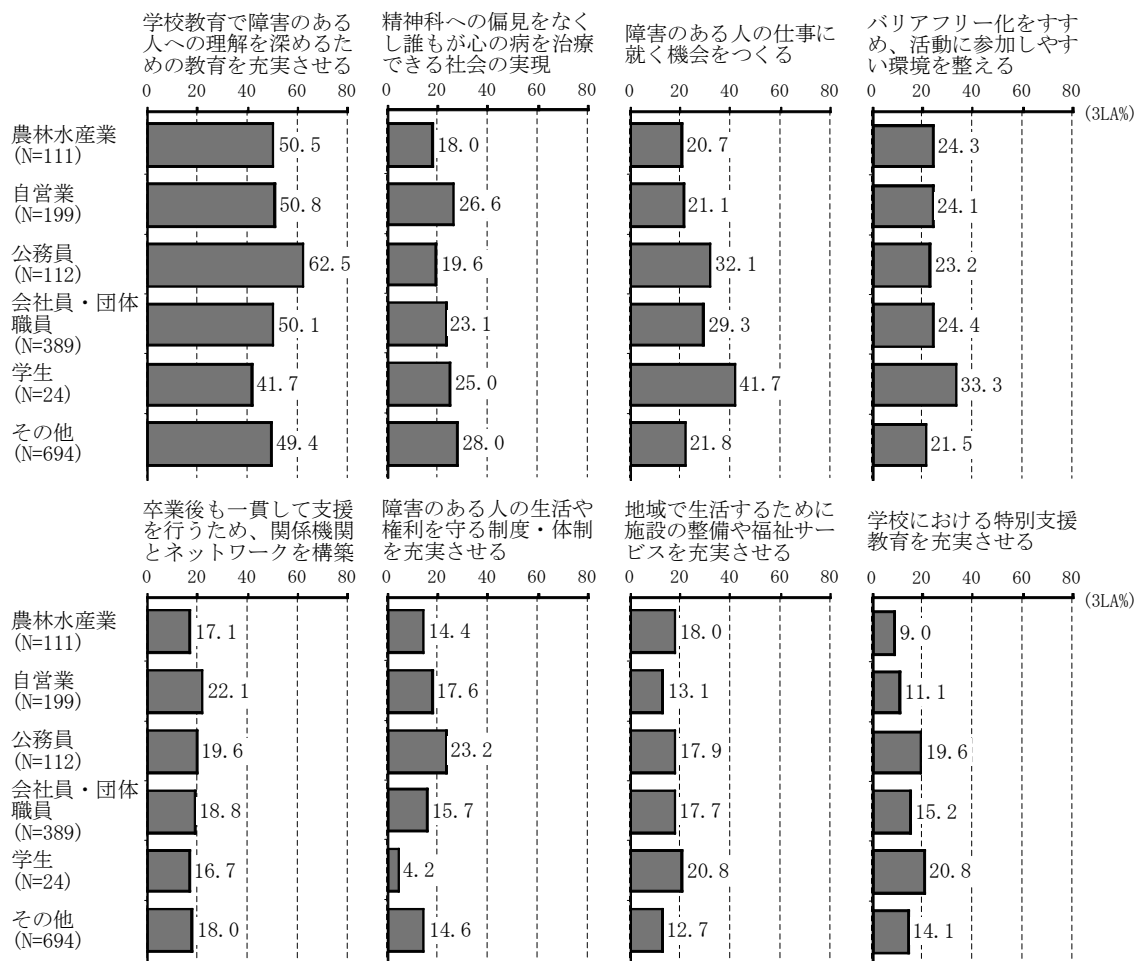 学校教育で障害のある
人への理解を深めるた
めの教育を充実させる
精神科への偏見をなく
し誰もが心の病を治療
できる社会の実現
障害のある人の仕事に
就く機会をつくる
バリアフリー化をすす
め、活動に参加しやす
い環境を整える
0 20 40 60 80
0 20 40 60 80
0 20 40 60 80
0 20 40 60 80
(3LA%)
農林水産業
(N=111)
50.5
18.0
20.7
24.3
自営業
(N=199)
50.8
26.6
21.1
24.1
公務員
(N=112)
62.5
19.6
32.1
23.2
会社員・団体
職員
(N=389)
50.1
23.1
29.3
24.4
学生
(N=24)
41.7
25.0
41.7
33.3
その他
(N=694)
49.4
28.0
21.8
21.5
卒業後も一貫して支援
を行うため、関係機関
とネットワークを構築
障害のある人の生活や
権利を守る制度・体制
を充実させる
地域で生活するために
施設の整備や福祉サー
ビスを充実させる
学校における特別支援
教育を充実させる
0 20 40 60 80
0 20 40 60 80
0 20 40 60 80
0 20 40 60 80
(3LA%)
農林水産業
(N=111)
17.1
14.4
18.0
9.0
自営業
(N=199)
22.1
17.6
13.1
11.1
公務員
(N=112)
19.6
23.2
17.9
19.6
会社員・団体
職員
(N=389)
18.8
15.7
17.7
15.2
学生
(N=24)
16.7
4.2
20.8
20.8
その他
(N=694)
18.0
14.6
12.7
14.1